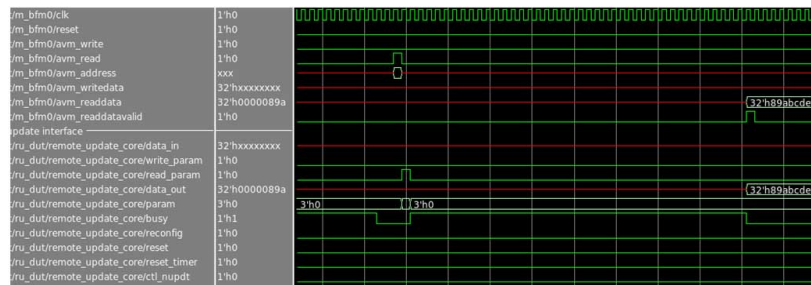 :/m_bfm0/clk 1'h0
:/m_bfm0/reset 1'h0
:/m_bfm0/avm_write 1'h0
:/m_bfm0/avm_read 1'h0
:/m_bfm0/avm_address xxx
:/m_bfm0/avm_writedata 32'hxxxxxxxx
:/m_bfm0/avm_readdata 32'h0000089a 32'h89abcde
:/m_bfm0/avm_readdatavalid 1'h0
update interface
:/ru_dut/remote_update_core/data_in 32'hxxxxxxxx
:/ru_dut/remote_update_core/write_param 1'h0
:/ru_dut/remote_update_core/read_param 1'h0
:/ru_dut/remote_update_core/data_out 32'h0000089a 32'h89abcde
:/ru_dut/remote_update_core/param 3'h0 3'h0 3'h0
:/ru_dut/remote_update_core/busy 1'h1
:/ru_dut/remote_update_core/reconfig 1'h0
:/ru_dut/remote_update_core/reset 1'h0
:/ru_dut/remote_update_core/reset_timer 1'h0
:/ru_dut/remote_update_core/ctl_nupdt 1'h0